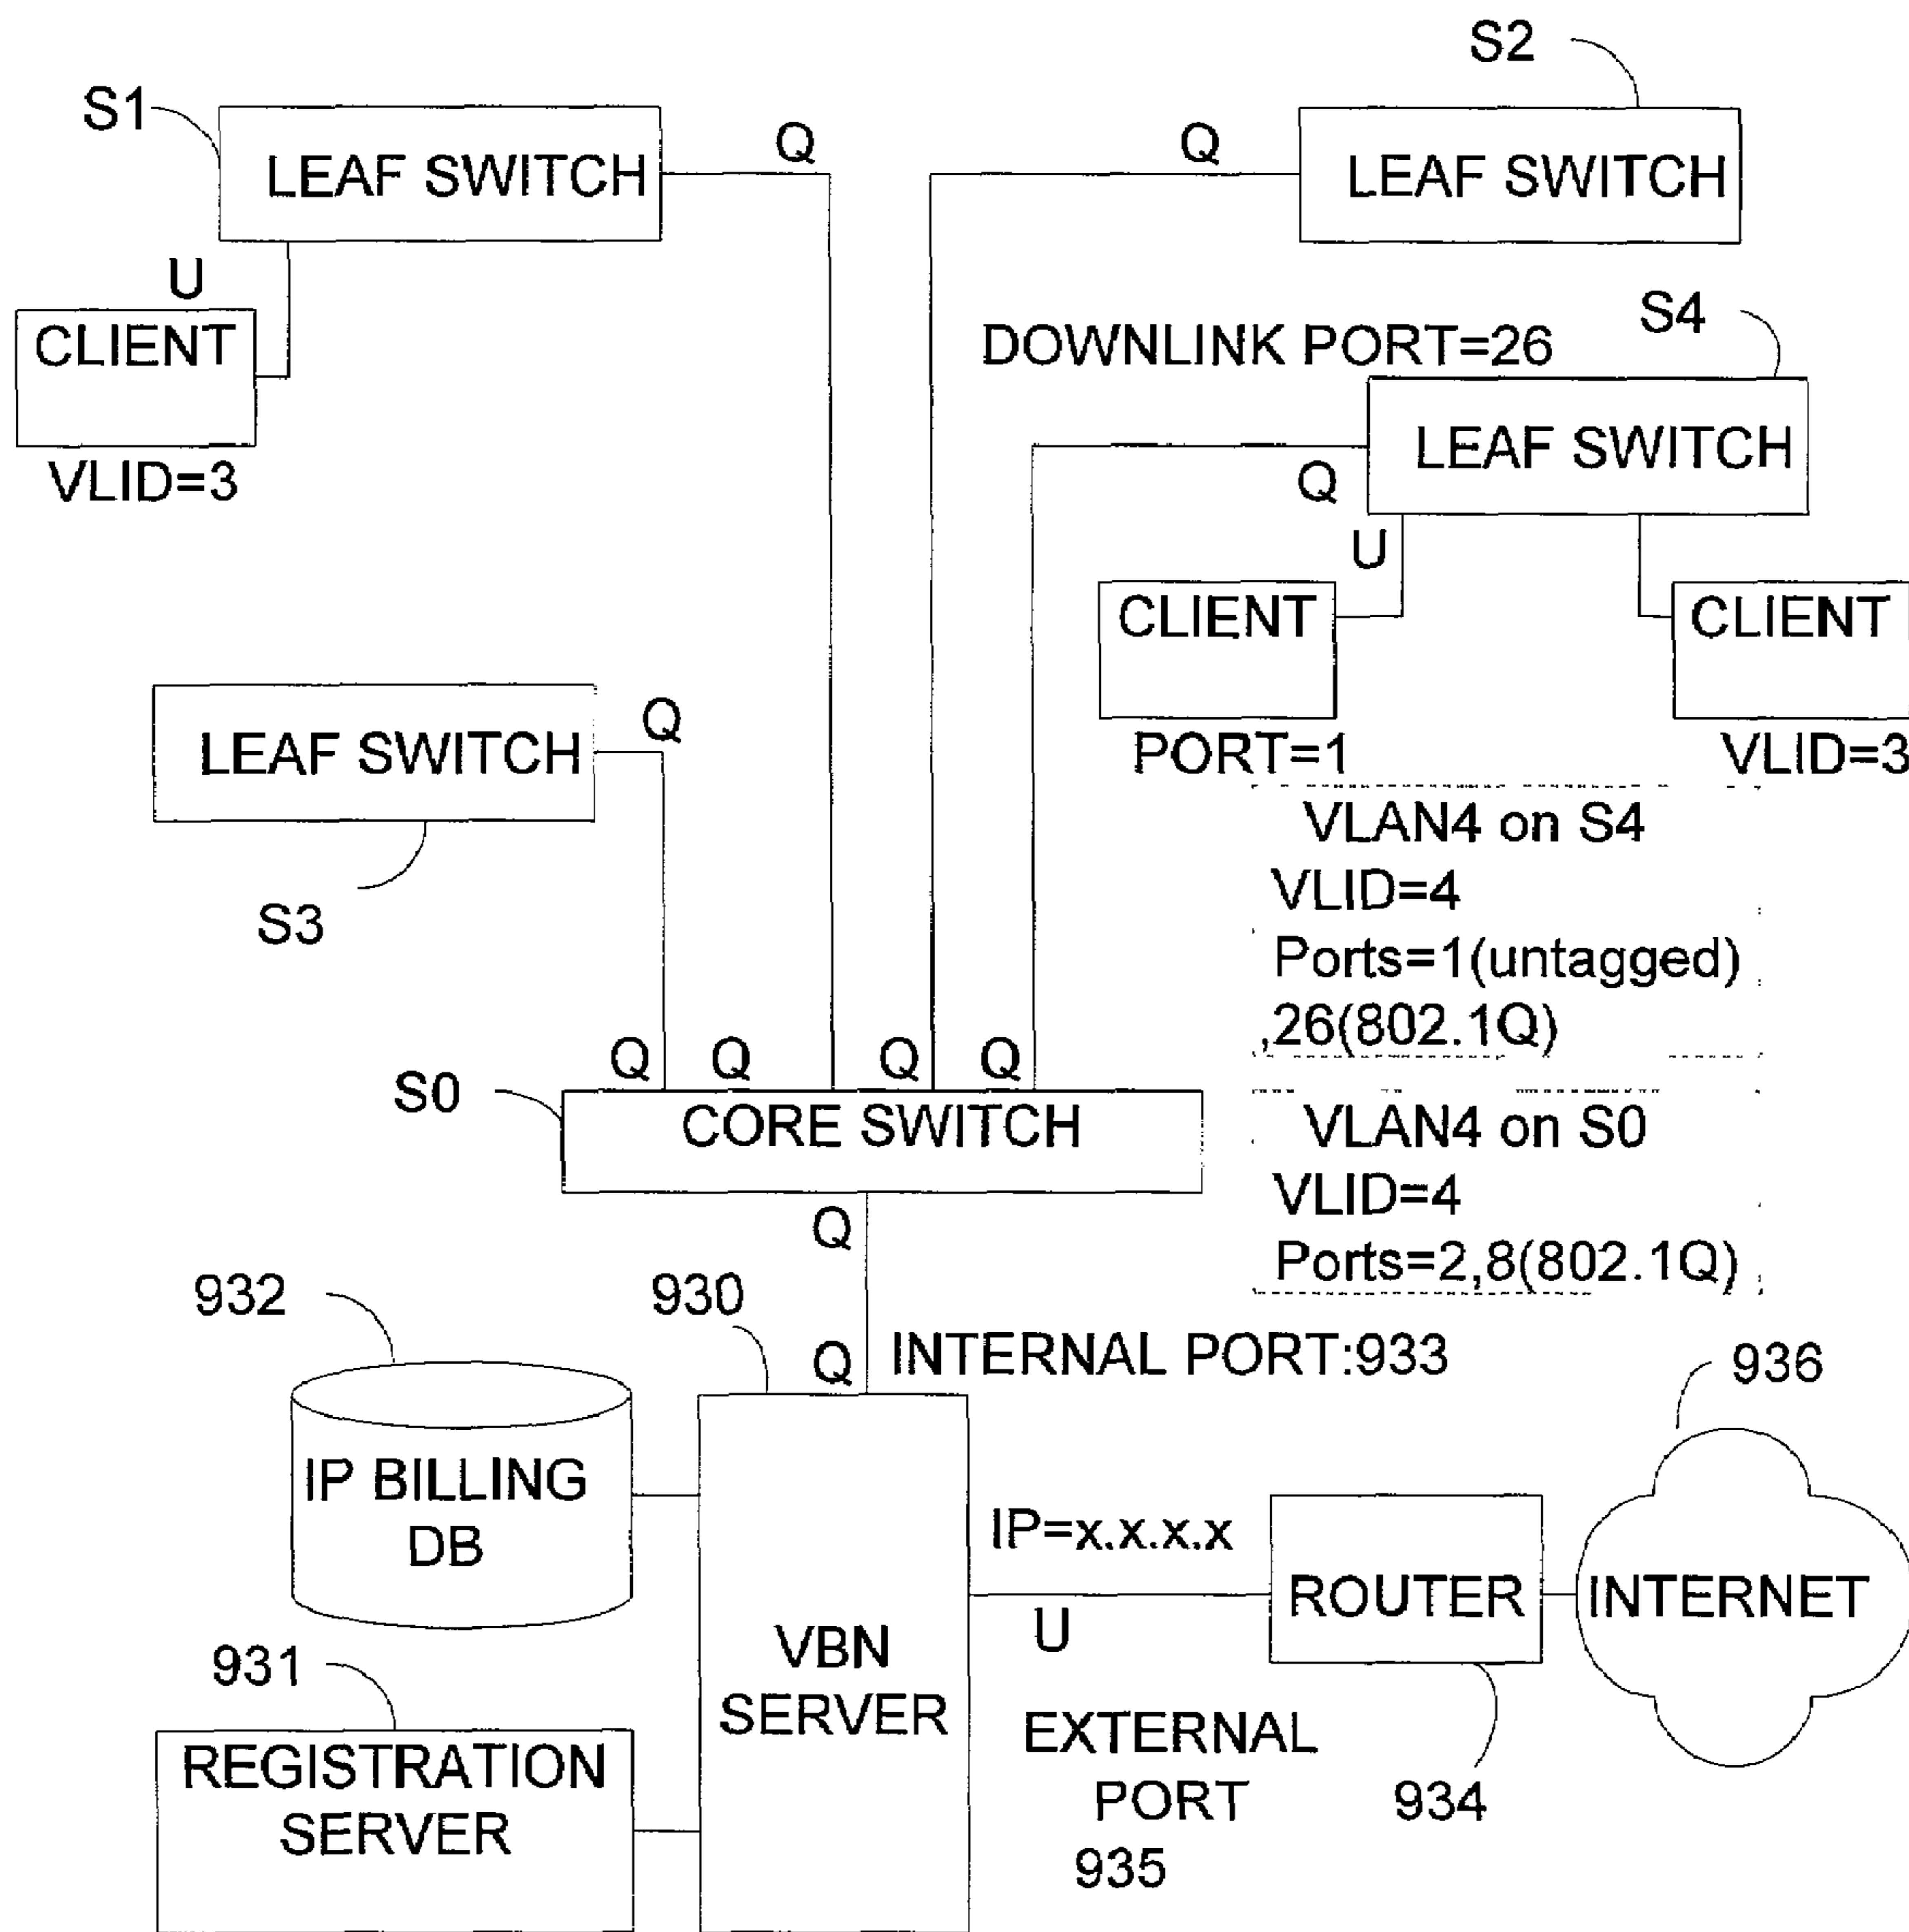 S2
S1
LEAF SWITCH
Q
Q
LEAF SWITCH
U
CLIENT
VLID=3
DOWNLINK PORT=26
S4
LEAF SWITCH
Q
U
CLIENT
CLIENT
PORT=1
VLID=3
LEAF SWITCH
Q
S3
VLAN4 on S4
VLID=4
Ports=1(untagged)
,26(802.1Q)
Q
Q
Q
Q
S0
CORE SWITCH
VLAN4 on S0
VLID=4
Ports=2,8(802.1Q)
Q
932
930
Q
INTERNAL PORT:933
936
IP BILLING
DB
IP=x.x.x.x
ROUTER
INTERNET
U
VBN
SERVER
931
EXTERNAL
PORT
935
934
REGISTRATION
SERVER